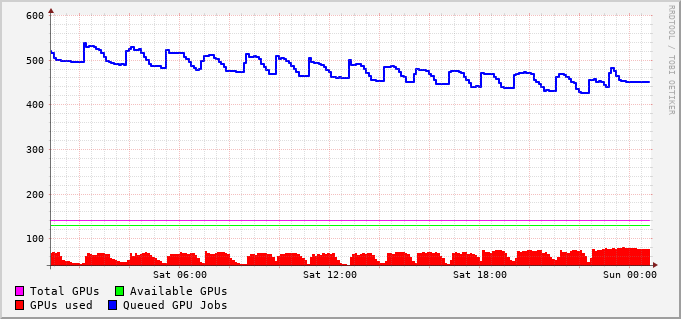 600
500
400
300
200
100
Sat 06:00 Sat 12:00 Sat 18:00 Sun 00:00
Total GPUs Available GPUs
GPUs used Queued GPU Jobs
RRDTOOL / TOBI OETIKER